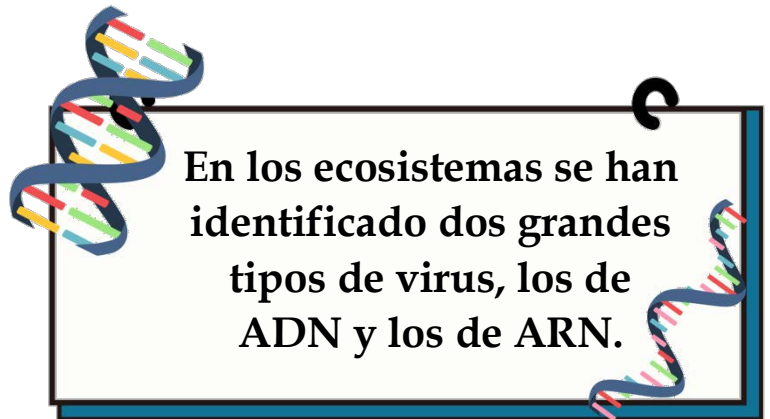 En los ecosistemas se han
identificado dos grandes
tipos de virus, los de
ADN y los de ARN.